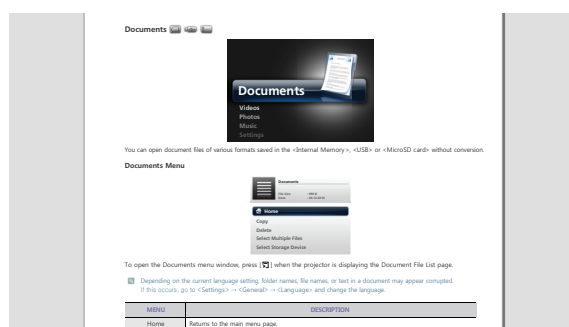 Documents
Documents
Videos
Photos
Music
Settings
You can open document files of various formats saved in the <Internal Memory>, <USB> or <MicroSD card> without conversion.
Documents Menu
Documents
Home
Copy
Delete
Select Multiple Files
Select Storage Device
To open the Documents menu window, press [ ] when the projector is displaying the Document File List page.
Depending on the current language setting, folder names, file names, or text in a document may appear corrupted.
If this occurs, go to <Settings> → <General> → <Language> and change the language.
MENU DESCRIPTION
Home Returns to the main menu page.